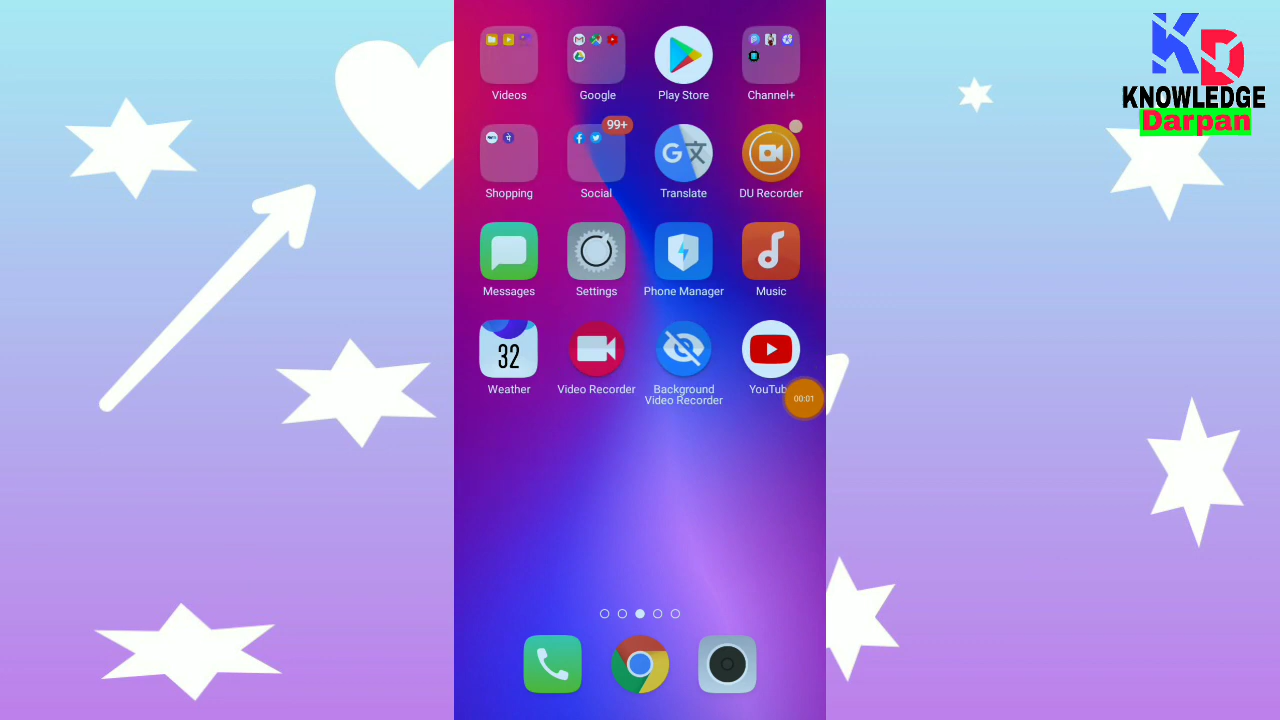 KD
KNOWLEDGE
Darpan
Videos
Google
Play Store
Channel+
99+
Shopping
Social
Translate
DU Recorder
Messages
Settings
Phone Manager
Music
32
Weather
Video Recorder
Background
Video Recorder
YouTub
00:01